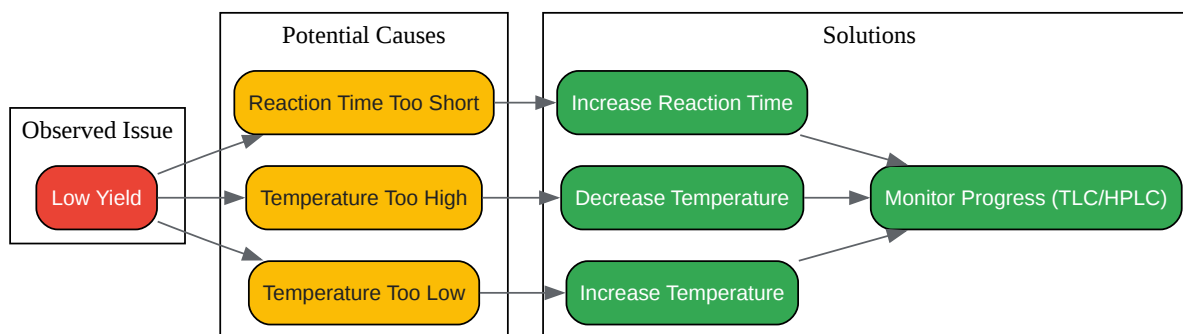 Potential Causes
Solutions
Reaction Time Too Short
Increase Reaction Time
Observed Issue
Low Yield
Temperature Too High
Decrease Temperature
Monitor Progress (TLC/HPLC)
Temperature Too Low
Increase Temperature